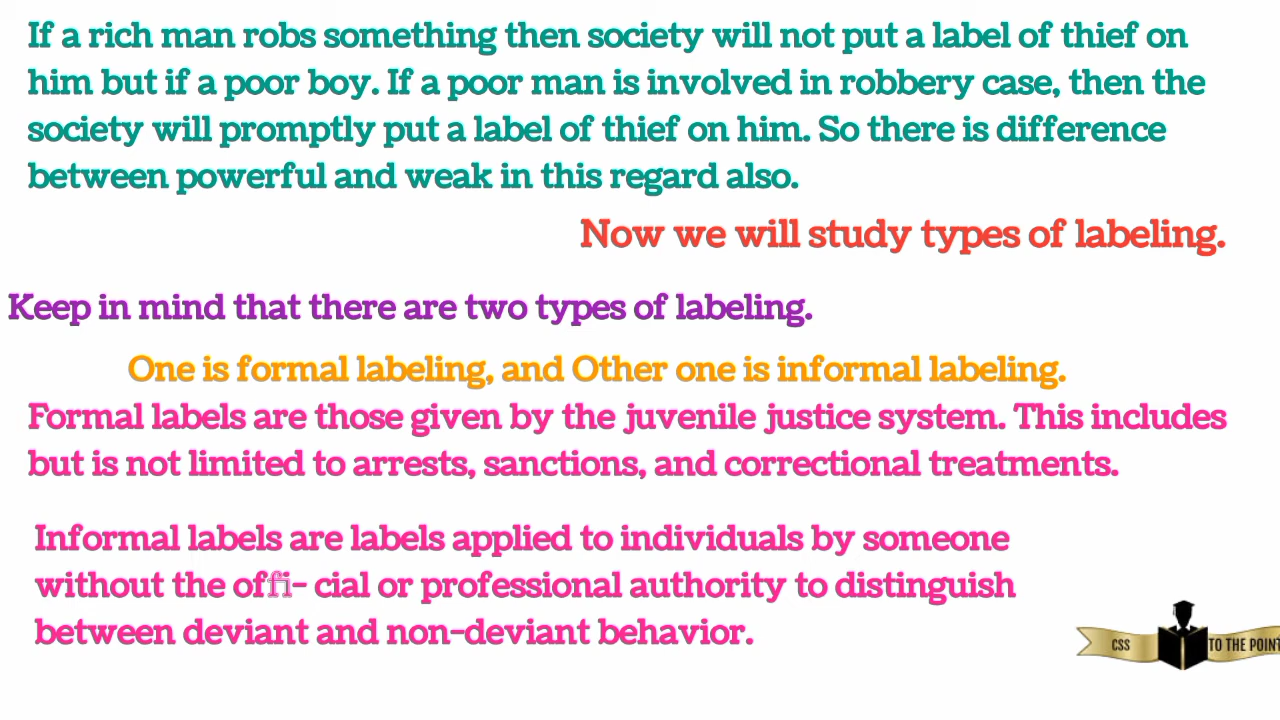 If a rich man robs something then society will not put a label of thief on
him but if a poor boy. If a poor man is involved in robbery case, then the
society will promptly put a label of thief on him. So there is difference
between powerful and weak in this regard also.
Now we will study types of labeling.
Keep in mind that there are two types of labeling.
One is formal labeling, and Other one is informal labeling.
Formal labels are those given by the juvenile justice system. This includes
but is not limited to arrests, sanctions, and correctional treatments.
Informal labels are labels applied to individuals by someone
without the offi- cial or professional authority to distinguish
between deviant and non-deviant behavior.
CSS TO THE POINT